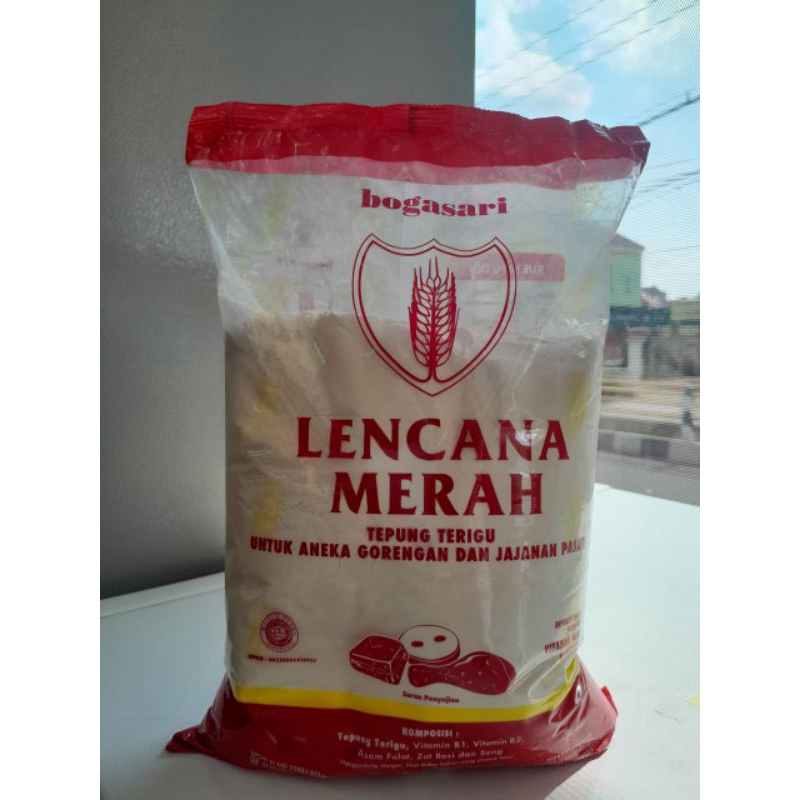 bogasari
LENCANA
MERAH
TEPUNG TERIGU
UNTUK ANEKA GORENGAN DAN JAJANAN PASAR
Saran Penyajian
KOMPOSISI :
Tepung Terigu, Vitamin B1, Vitamin B2,
Asam Folat, Zat Besi dan Seng